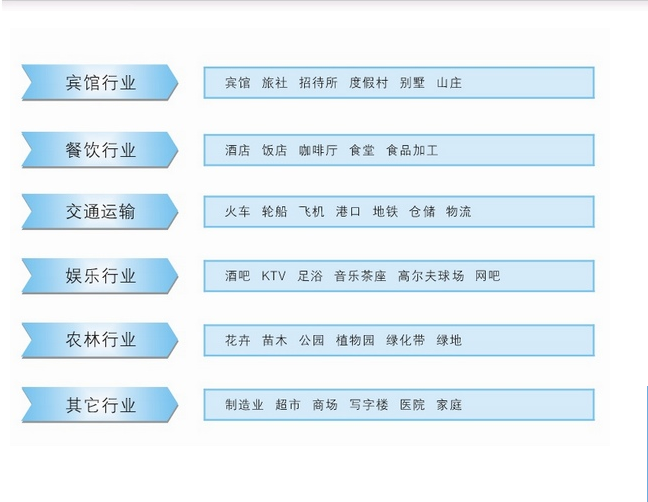 宾馆行业 宾馆 旅社 招待所 度假村 别墅 山庄
餐饮行业 酒店 饭店 咖啡厅 食堂 食品加工
交通运输 火车 轮船 飞机 港口 地铁 仓储 物流
娱乐行业 酒吧 KTV 足浴 音乐茶座 高尔夫球场 网吧
农林行业 花卉 苗木 公园 植物园 绿化带 绿地
其它行业 制造业 超市 商场 写字楼 医院 家庭